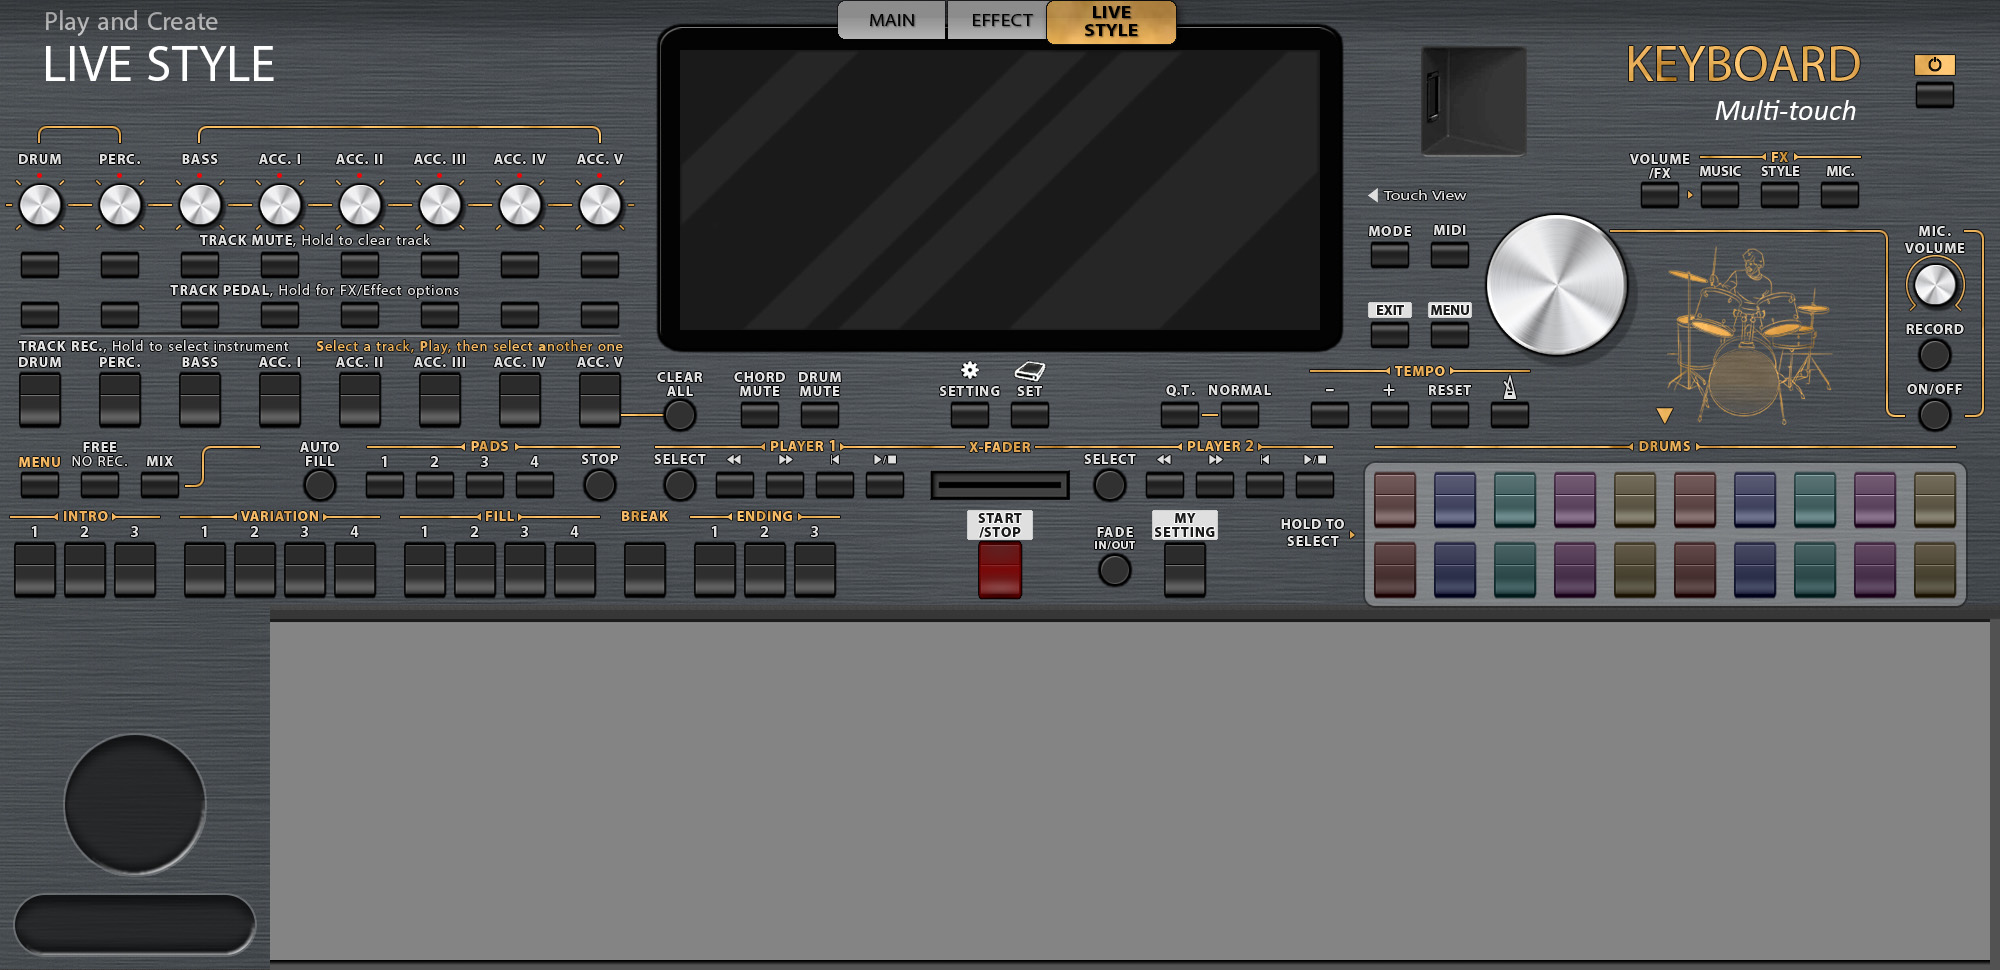 Play and Create
LIVE STYLE
MAIN
EFFECT
LIVE
STYLE
KEYBOARD
Multi-touch
DRUM
PERC.
BASS
ACC. I
ACC. II
ACC. III
ACC. IV
ACC. V
TRACK MUTE, Hold to clear track
TRACK PEDAL, Hold for FX/Effect options
TRACK REC., Hold to select instrument
Select a track, Play, then select another one
DRUM
PERC.
BASS
ACC. I
ACC. II
ACC. III
ACC. IV
ACC. V
Touch View
MODE
MIDI
EXIT
MENU
VOLUME
/FX
FX
MUSIC
STYLE
MIC.
MIC.
VOLUME
RECORD
ON/OFF
CLEAR
ALL
CHORD
MUTE
DRUM
MUTE
SETTING
SET
Q.T.
NORMAL
TEMPO
-
+
RESET
MENU
FREE
NO REC.
MIX
AUTO
FILL
PADS
1
2
3
4
STOP
SELECT
PLAYER 1
X-FADER
SELECT
PLAYER 2
DRUMS
INTRO
1
2
3
VARIATION
1
2
3
4
FILL
1
2
3
4
BREAK
ENDING
1
2
3
START
/STOP
FADE
IN/OUT
MY
SETTING
HOLD TO
SELECT